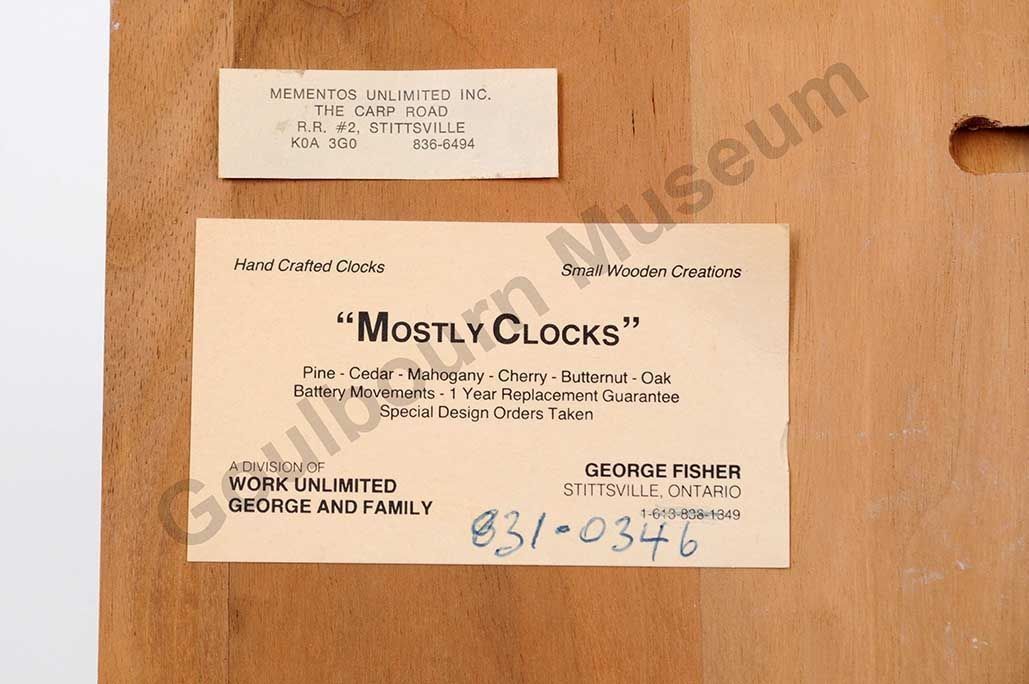 MEMENTOS UNLIMITED INC.
THE CARP ROAD
R.R. #2, STITTSVILLE
K0A 3G0 836-6494
Hand Crafted Clocks Small Wooden Creations
“MOSTLY CLOCKS”
Pine - Cedar - Mahogany - Cherry - Butternut - Oak
Battery Movements - 1 Year Replacement Guarantee
Special Design Orders Taken
A DIVISION OF
WORK UNLIMITED
GEORGE AND FAMILY
GEORGE FISHER
STITTSVILLE, ONTARIO
1-613-838-1349
831-0346
Goulbourn Museum